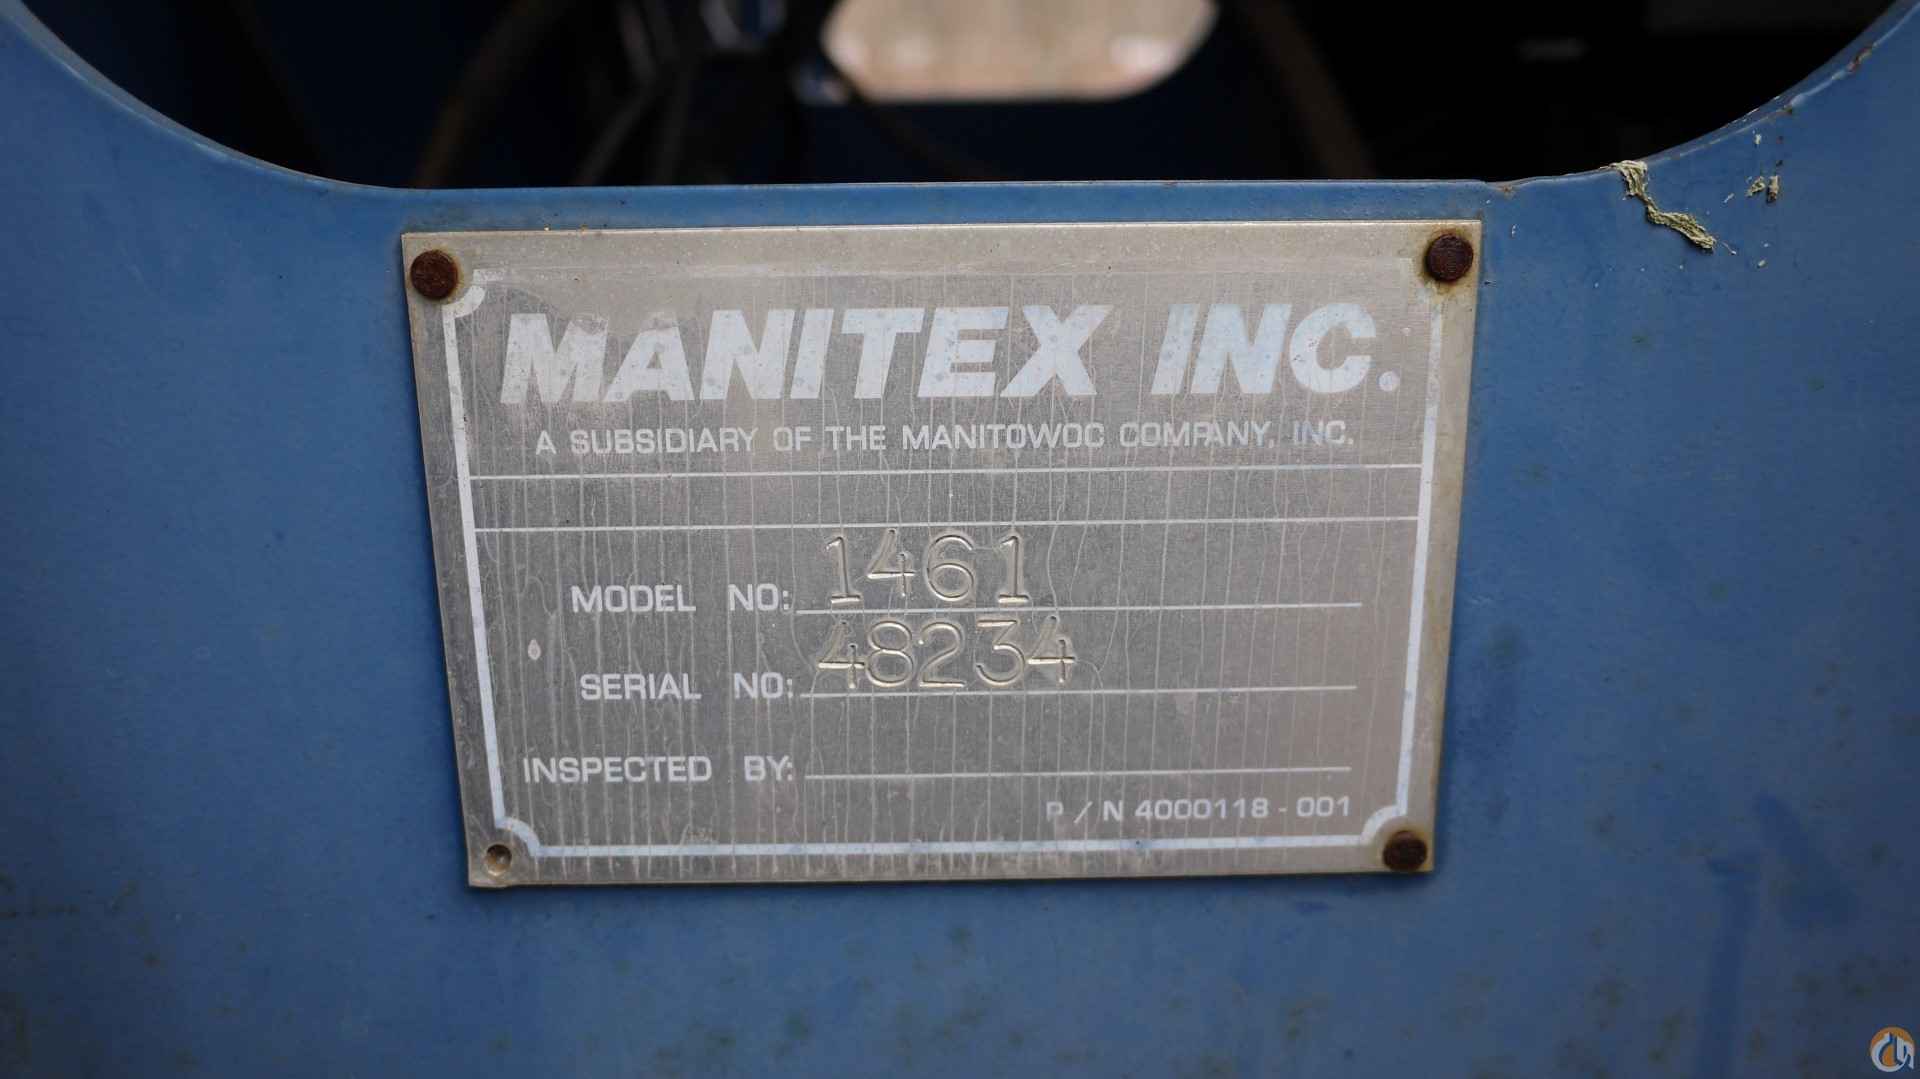 MANITEX INC.
A SUBSIDIARY OF THE MANITOWOC COMPANY, INC.
MODEL NO: 1461
SERIAL NO: 48234
INSPECTED BY:
P / N 4000118 - 001